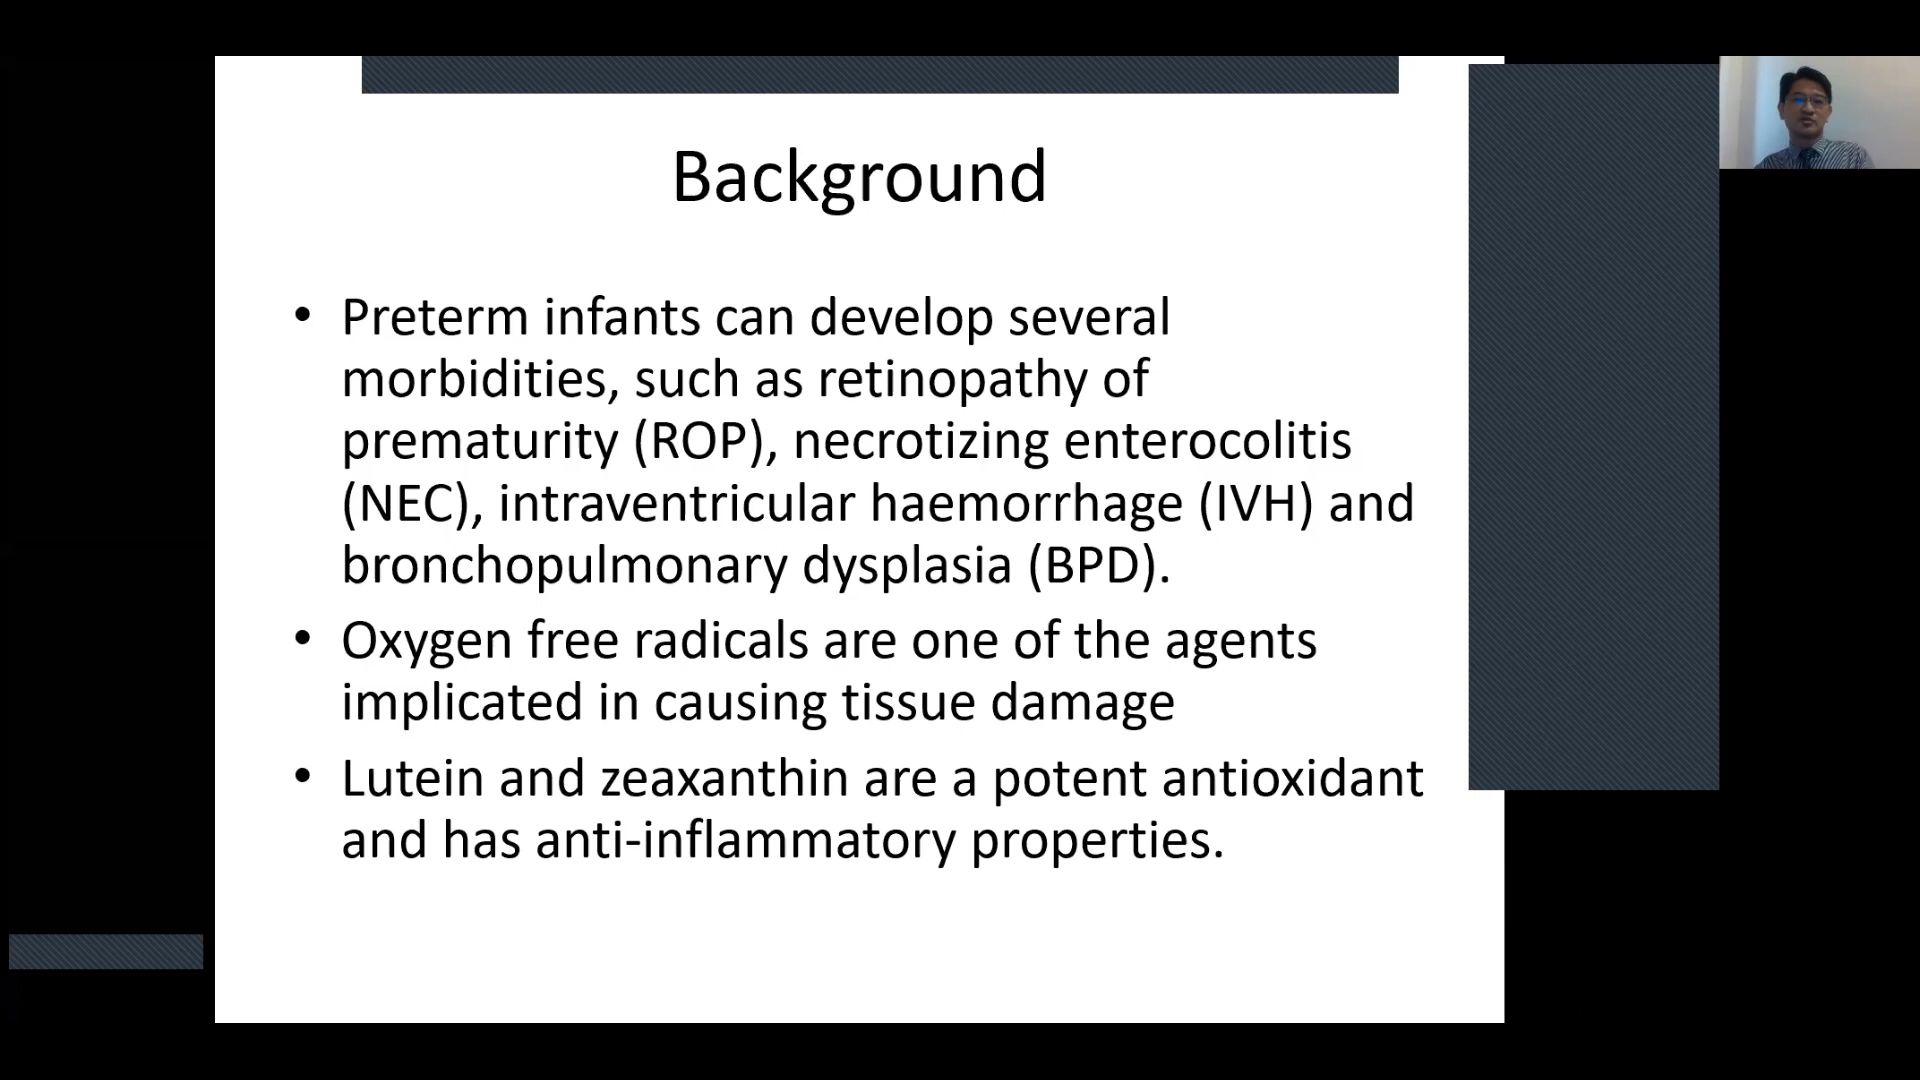 Background
• Preterm infants can develop several
morbidities, such as retinopathy of
prematurity (ROP), necrotizing enterocolitis
(NEC), intraventricular haemorrhage (IVH) and
bronchopulmonary dysplasia (BPD).
• Oxygen free radicals are one of the agents
implicated in causing tissue damage
• Lutein and zeaxanthin are a potent antioxidant
and has anti-inflammatory properties.